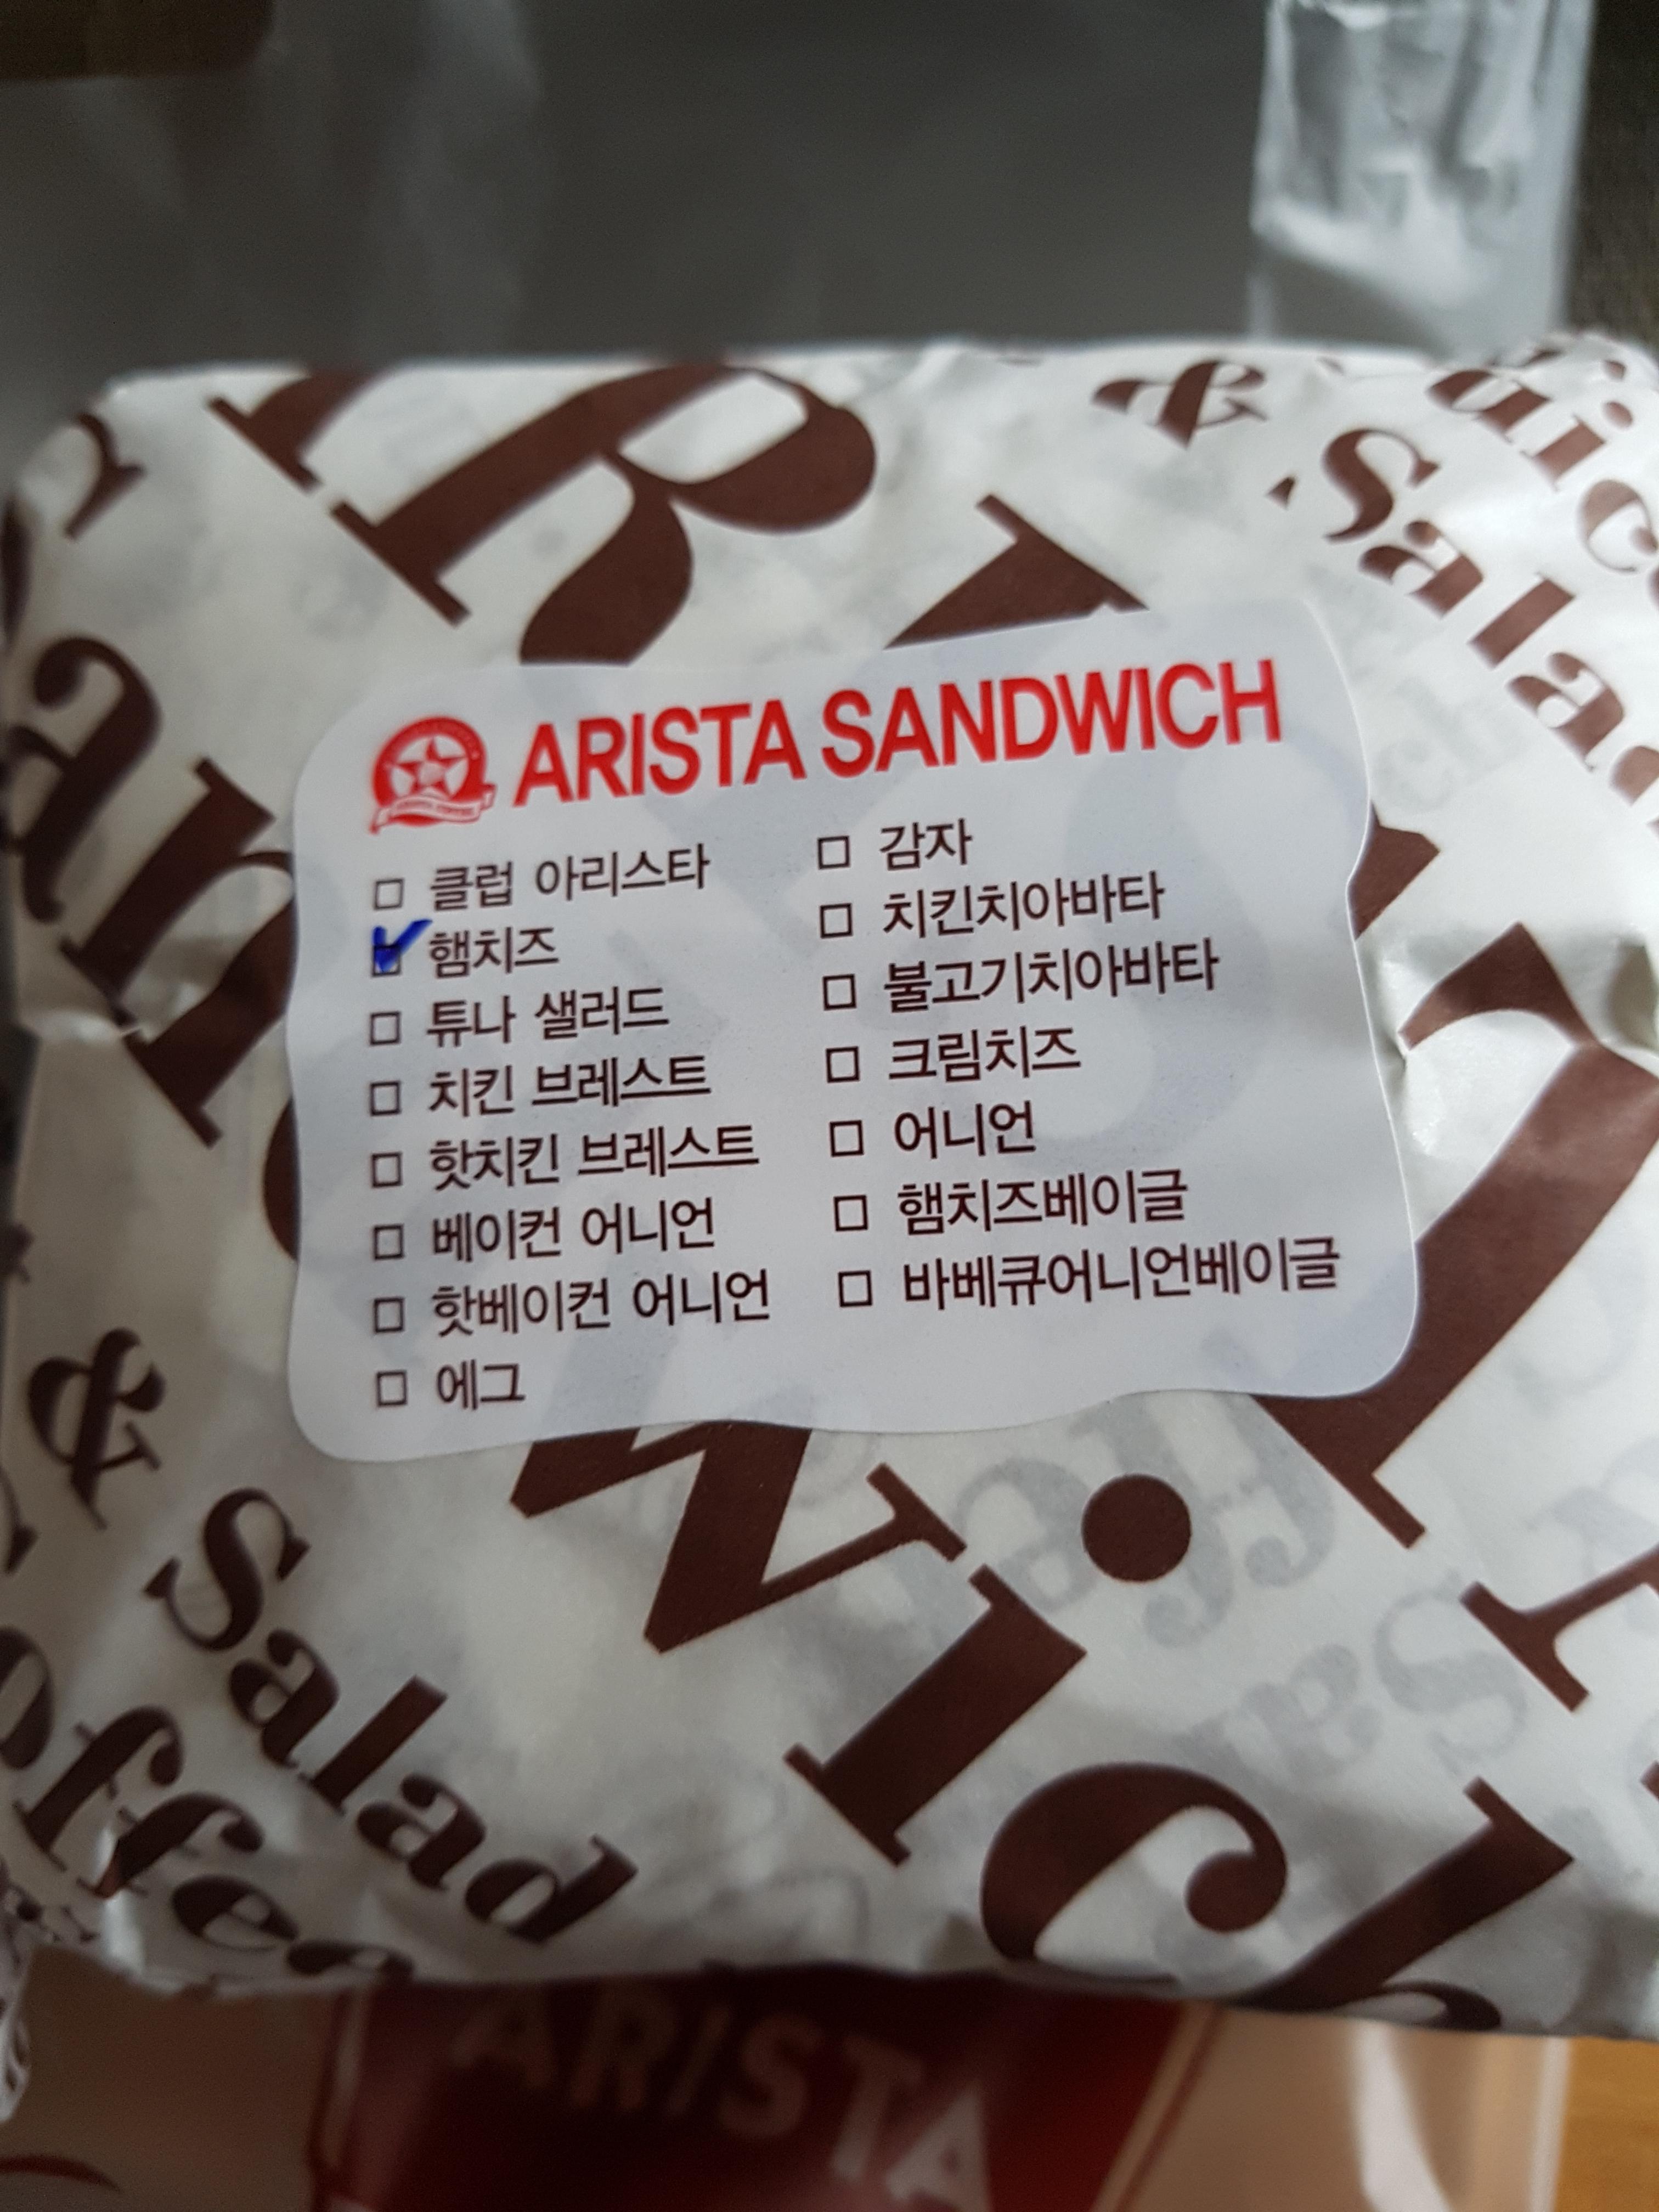 &
Salad
ARISTA SANDWICH
□ 클럽 아리스타
☑ 햄치즈
□ 튜나 샐러드
□ 치킨 브레스트
□ 핫치킨 브레스트
□ 베이컨 어니언
□ 핫베이컨 어니언
□ 에그
□ 감자
□ 치킨치아바타
□ 불고기치아바타
□ 크림치즈
□ 어니언
□ 햄치즈베이글
□ 바베큐어니언베이글
& Salad
wich
ARISTA